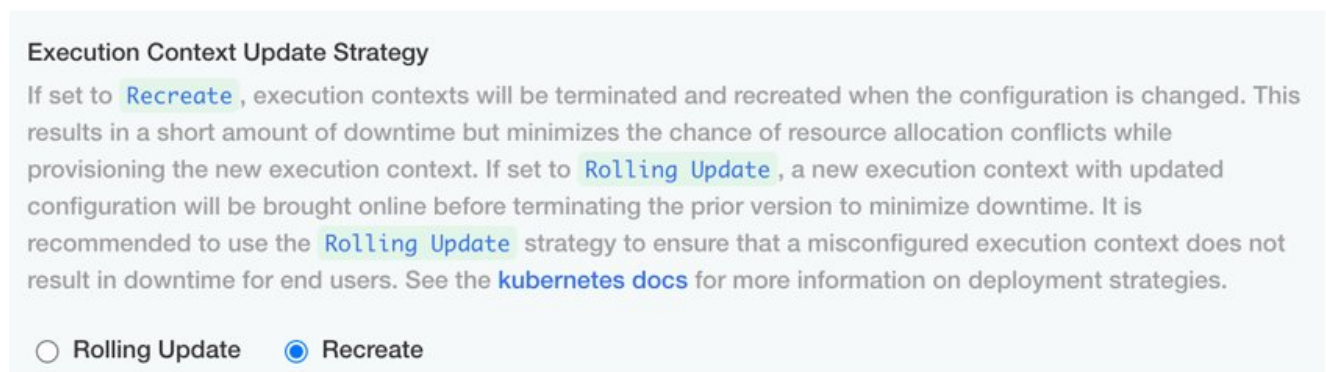 Execution Context Update Strategy
If set to Recreate, execution contexts will be terminated and recreated when the configuration is changed. This
results in a short amount of downtime but minimizes the chance of resource allocation conflicts while
provisioning the new execution context. If set to Rolling Update, a new execution context with updated
configuration will be brought online before terminating the prior version to minimize downtime. It is
recommended to use the Rolling Update strategy to ensure that a misconfigured execution context does not
result in downtime for end users. See the kubernetes docs for more information on deployment strategies.
Rolling Update Recreate